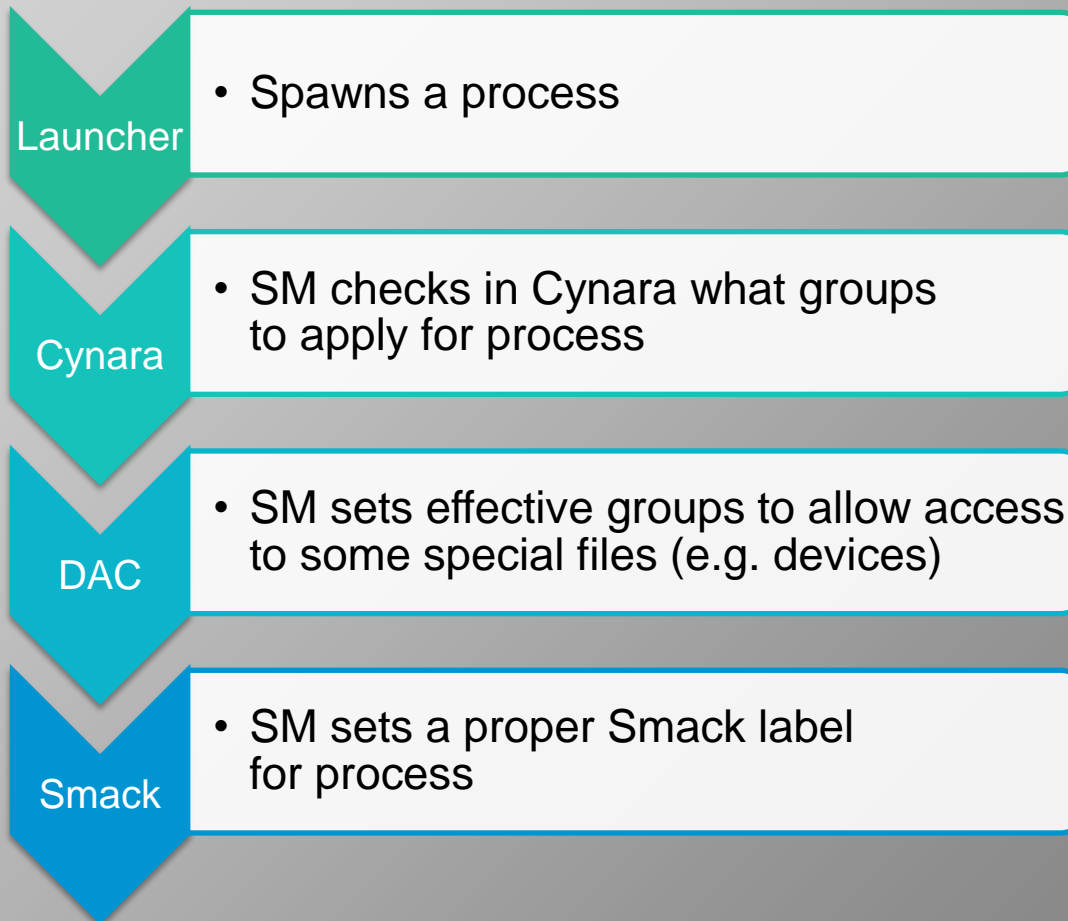 Launcher
• Spawns a process
Cynara
• SM checks in Cynara what groups
to apply for process
DAC
• SM sets effective groups to allow access
to some special files (e.g. devices)
Smack
• SM sets a proper Smack label
for process